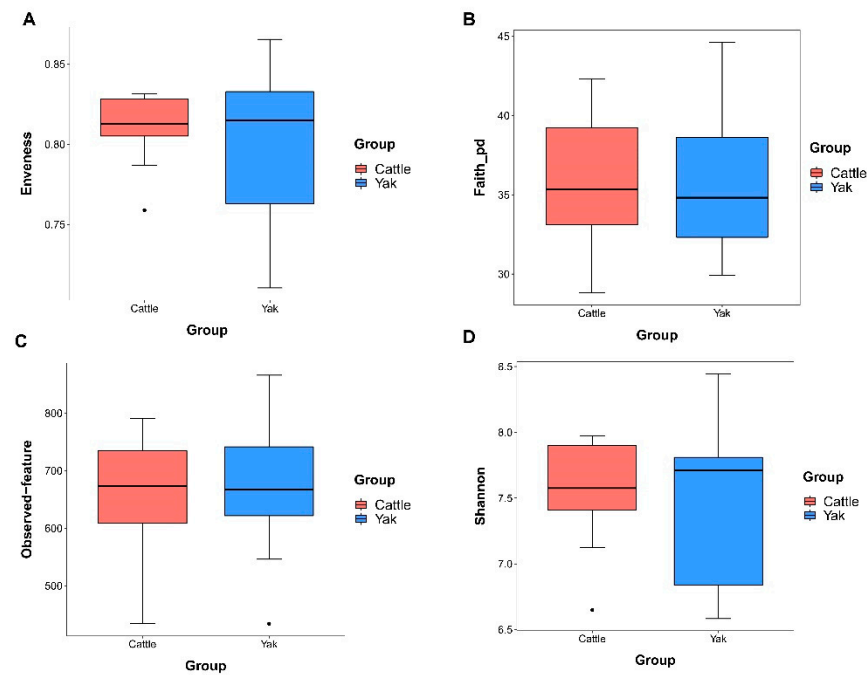 A
Enveness
0.85
0.80
0.75
Cattle
Yak
Group
Group
Cattle
Yak
B
Faith_pd
45
40
35
30
Cattle
Yak
Group
Group
Cattle
Yak
C
Observed−feature
800
700
600
500
Cattle
Yak
Group
Group
Cattle
Yak
D
Shannon
8.5
8.0
7.5
7.0
6.5
Cattle
Yak
Group
Group
Cattle
Yak